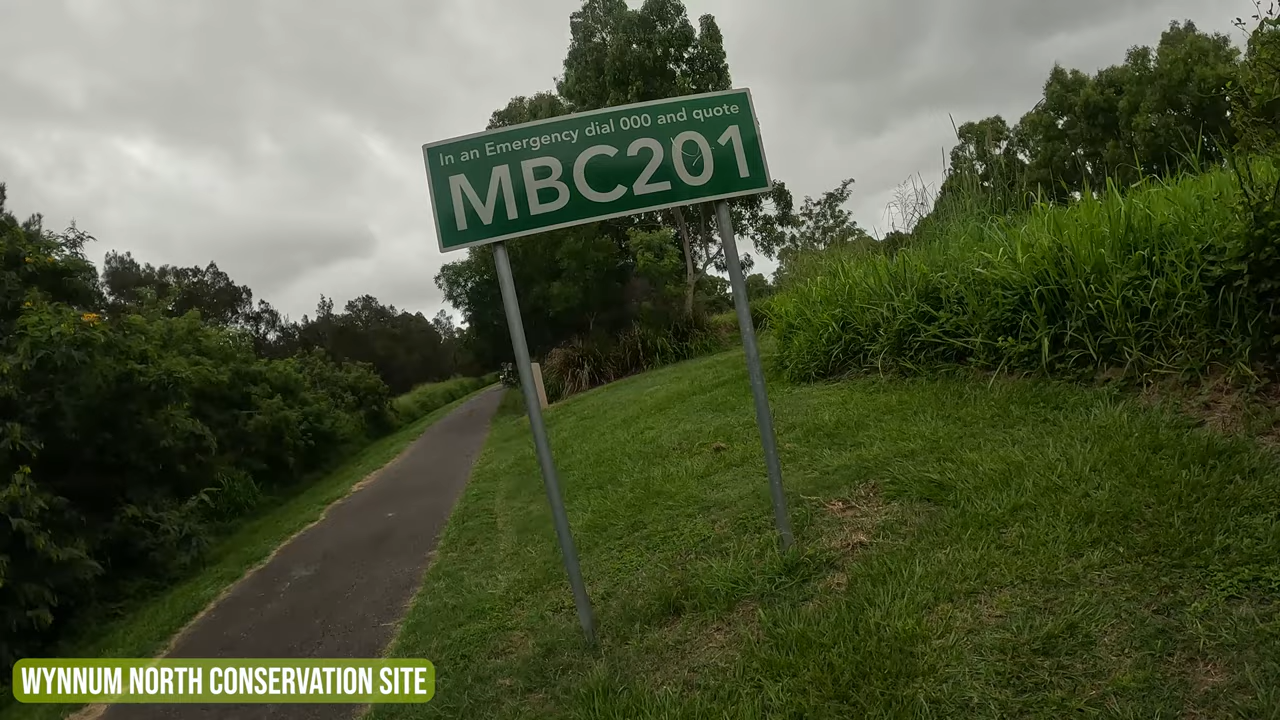 In an Emergency dial 000 and quote
MBC201
WYNNUM NORTH CONSERVATION SITE